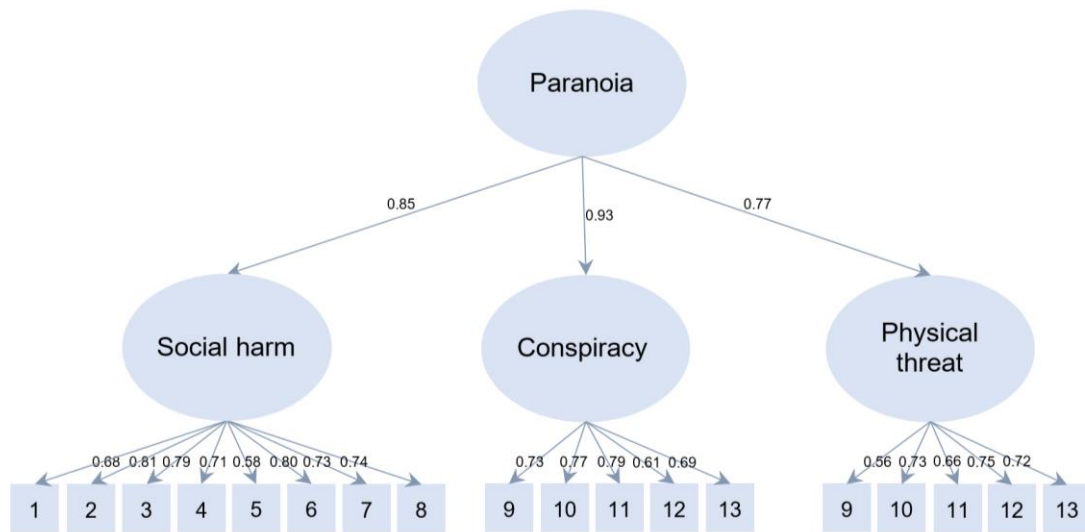 Paranoia
0.85
0.93
0.77
Social harm
Conspiracy
Physical
threat
0.68 0.81 0.79 0.71 0.58 0.80 0.73 0.74
0.73 0.77 0.79 0.61 0.69
0.56 0.73 0.66 0.75 0.72
1 2 3 4 5 6 7 8
9 10 11 12 13
9 10 11 12 13